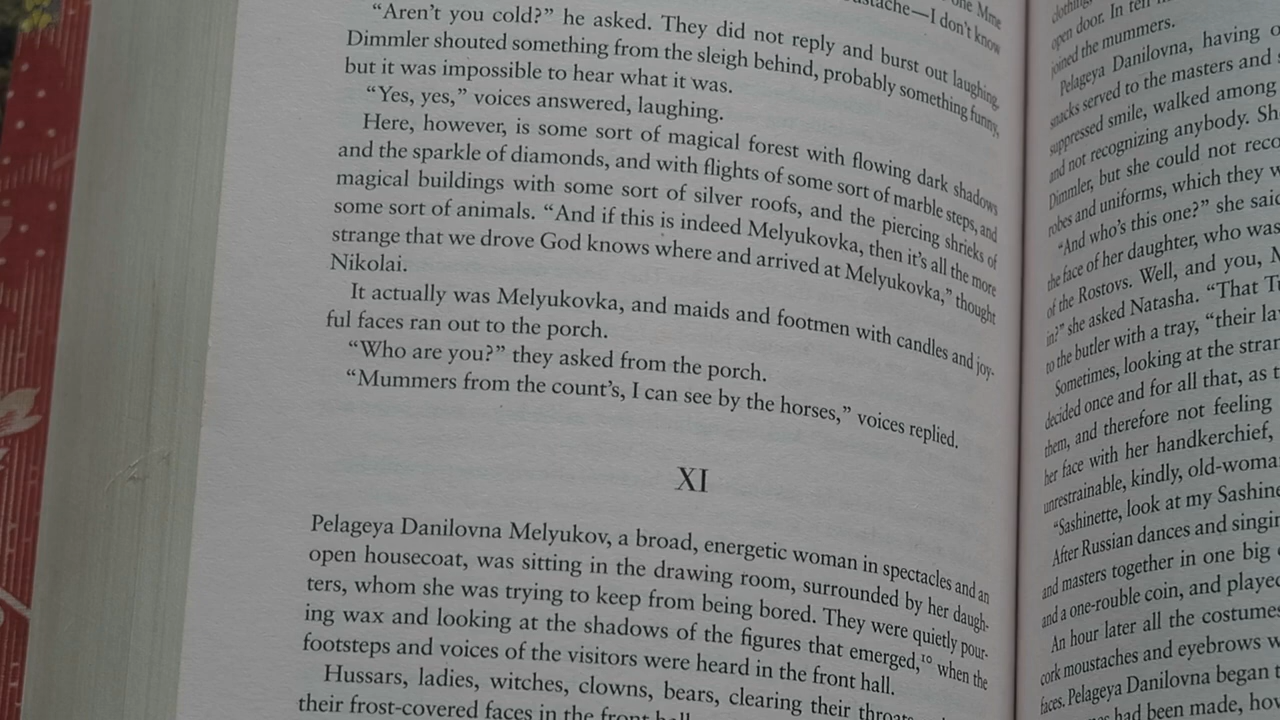 one Mme
—I don't know
“Aren't you cold?” he asked. They did not reply and burst out laughing.
Dimmler shouted something from the sleigh behind, probably something funny,
but it was impossible to hear what it was.
“Yes, yes,” voices answered, laughing.
Here, however, is some sort of magical forest with flowing dark shadows
and the sparkle of diamonds, and with flights of some sort of marble steps, and
magical buildings with some sort of silver roofs, and the piercing shrieks of
some sort of animals. “And if this is indeed Melyukovka, then it's all the more
strange that we drove God knows where and arrived at Melyukovka,” thought
Nikolai.
It actually was Melyukovka, and maids and footmen with candles and joy-
ful faces ran out to the porch.
“Who are you?” they asked from the porch.
“Mummers from the count's, I can see by the horses,” voices replied.
XI
Pelageya Danilovna Melyukov, a broad, energetic woman in spectacles and an
open housecoat, was sitting in the drawing room, surrounded by her daugh-
ters, whom she was trying to keep from being bored. They were quietly pour-
ing wax and looking at the shadows of the figures that emerged,¹⁰ when the
footsteps and voices of the visitors were heard in the front hall.
Hussars, ladies, witches, clowns, bears, clearing their
their frost-covered faces in the front
open door. In
joined the mummers.
Pelageya Danilovna, having
snacks served to the masters and
suppressed smile, walked among
and not recognizing anybody.
Dimmler, but she could not
robes and uniforms, which they
“And who's this one?” she
the face of her daughter, who was
of the Rostovs. Well, and you,
in?” she asked Natasha. “That
to the butler with a tray, “their
Sometimes, looking at the
decided once and for all that, as
them, and therefore not feeling
her face with her handkerchief,
unrestrainable, kindly,
“Sashinette, look at my
After Russian dances and
and masters together in one big
and a one-rouble coin, and
An hour later all the
cork moustaches and eyebrows
faces. Pelageya Danilovna began
had been made,